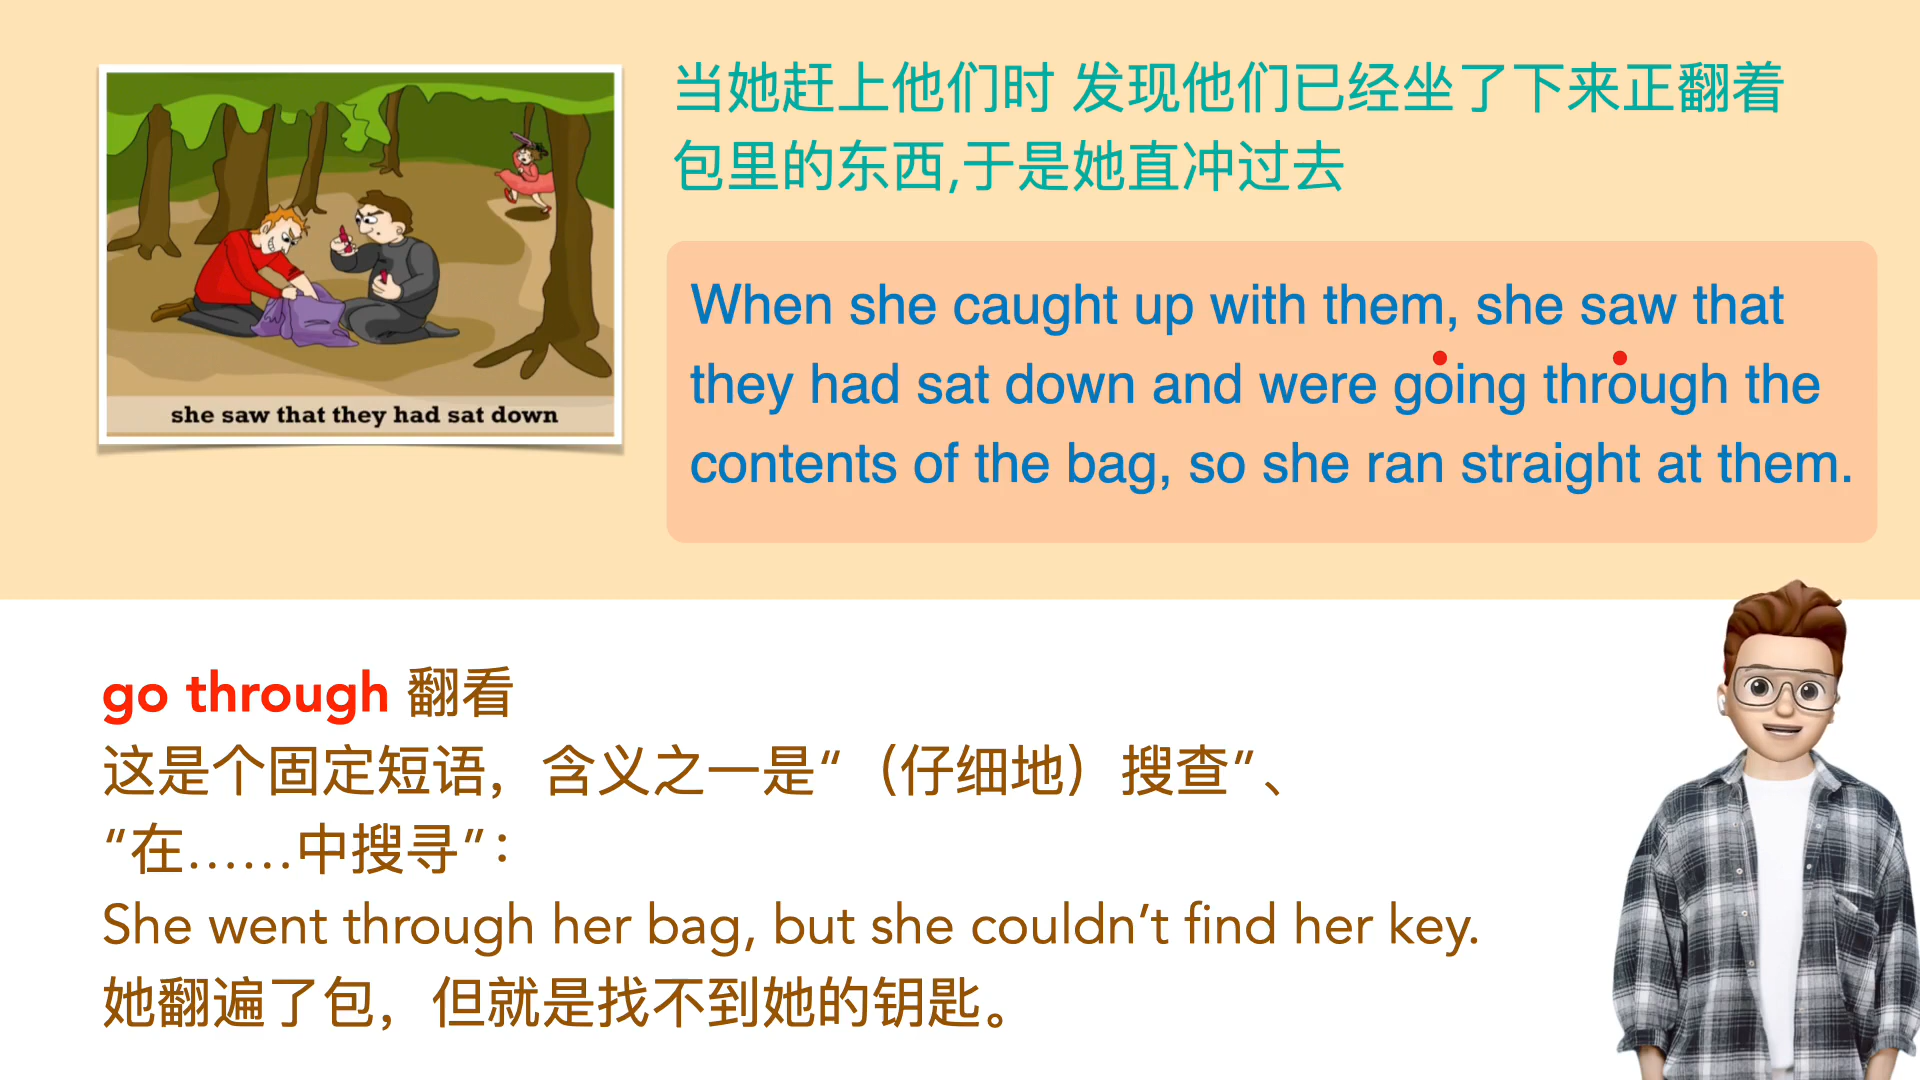 she saw that they had sat down
当她赶上他们时 发现他们已经坐了下来正翻着
包里的东西,于是她直冲过去
When she caught up with them, she saw that
they had sat down and were going through the
contents of the bag, so she ran straight at them.
go through 翻看
这是个固定短语，含义之一是“（仔细地）搜查”、
“在……中搜寻”：
She went through her bag, but she couldn’t find her key.
她翻遍了包，但就是找不到她的钥匙。